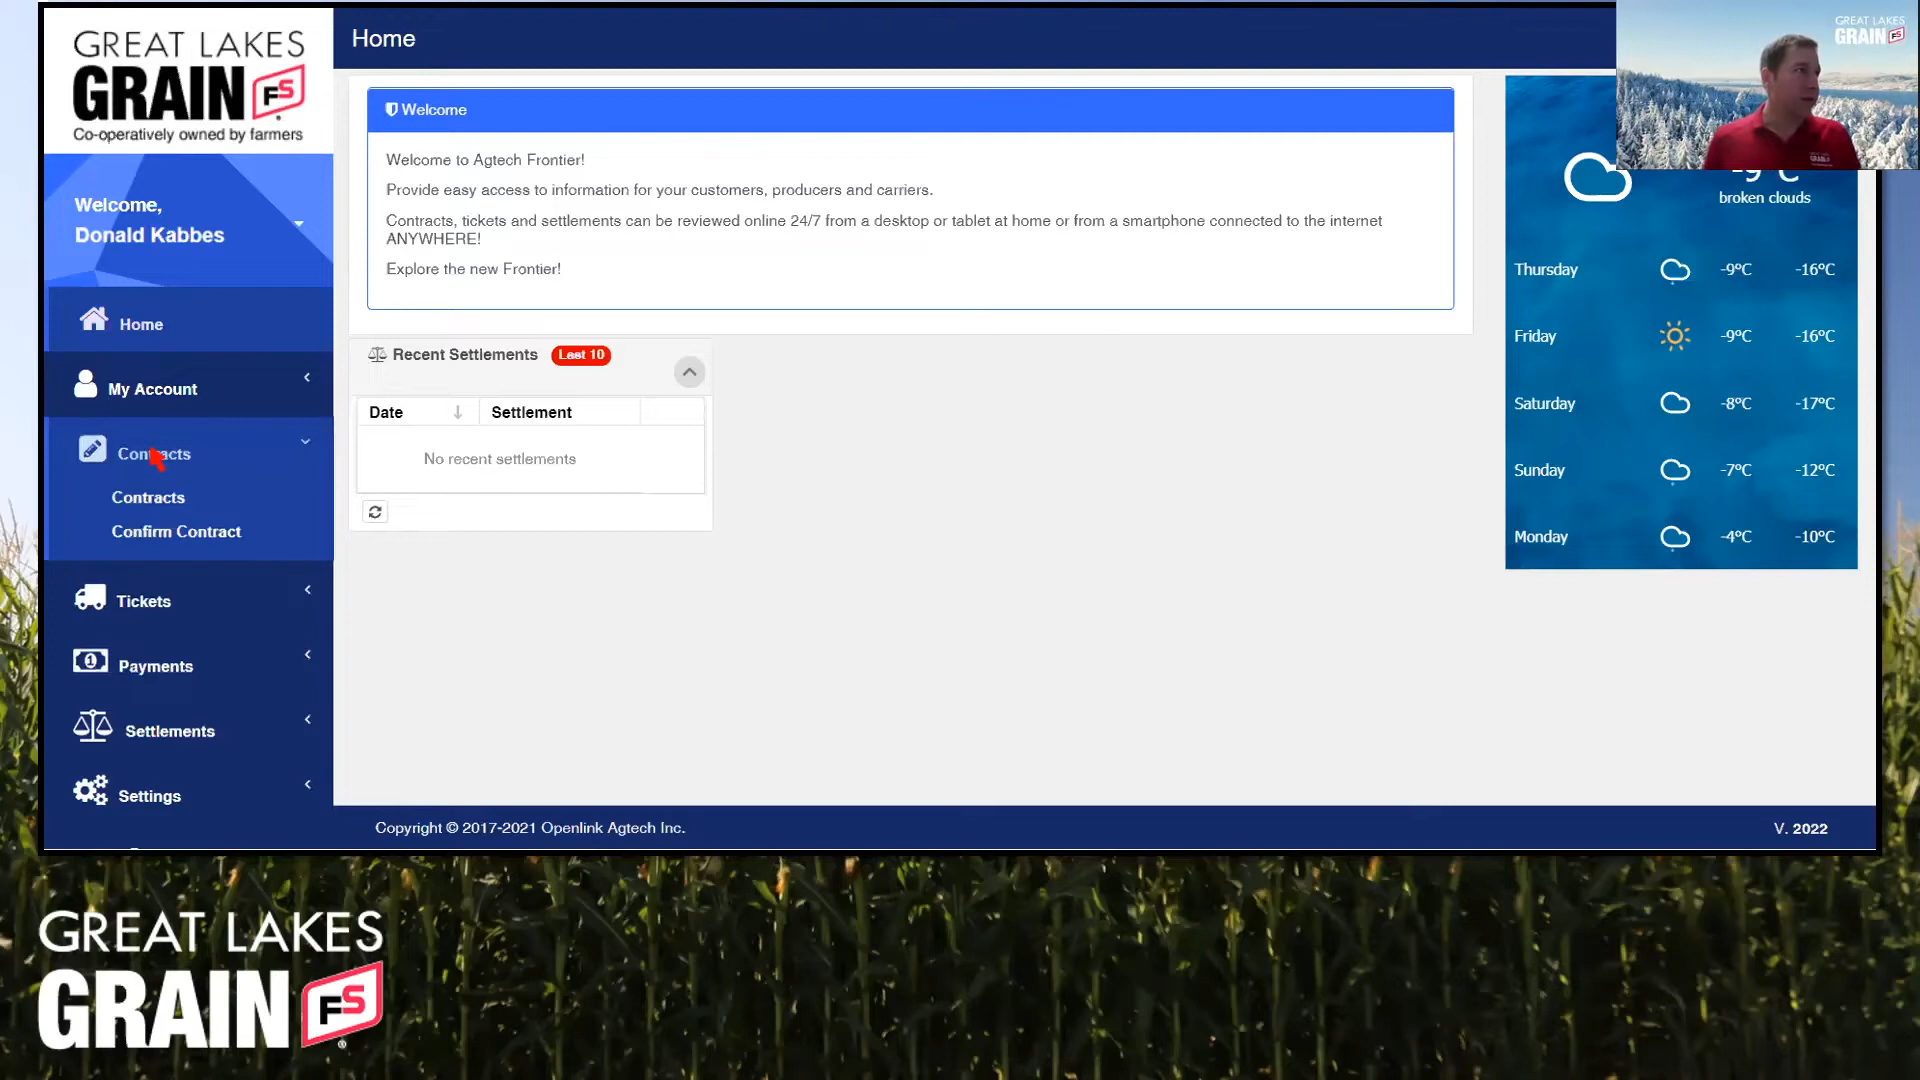 GREAT LAKES
GRAIN FS
Co-operatively owned by farmers
Welcome,
Donald Kabbes
Home
My Account
Contracts
Contracts
Confirm Contract
Tickets
Payments
Settlements
Settings
Home
Welcome
Welcome to Agtech Frontier!
Provide easy access to information for your customers, producers and carriers.
Contracts, tickets and settlements can be reviewed online 24/7 from a desktop or tablet at home or from a smartphone connected to the internet
ANYWHERE!
Explore the new Frontier!
Recent Settlements Last 10
Date Settlement
No recent settlements
GREAT LAKES
GRAIN FS
-9°C
broken clouds
Thursday -9°C -16°C
Friday -9°C -16°C
Saturday -8°C -17°C
Sunday -7°C -12°C
Monday -4°C -10°C
Copyright © 2017-2021 Openlink Agtech Inc.
V. 2022
GREAT LAKES
GRAIN FS